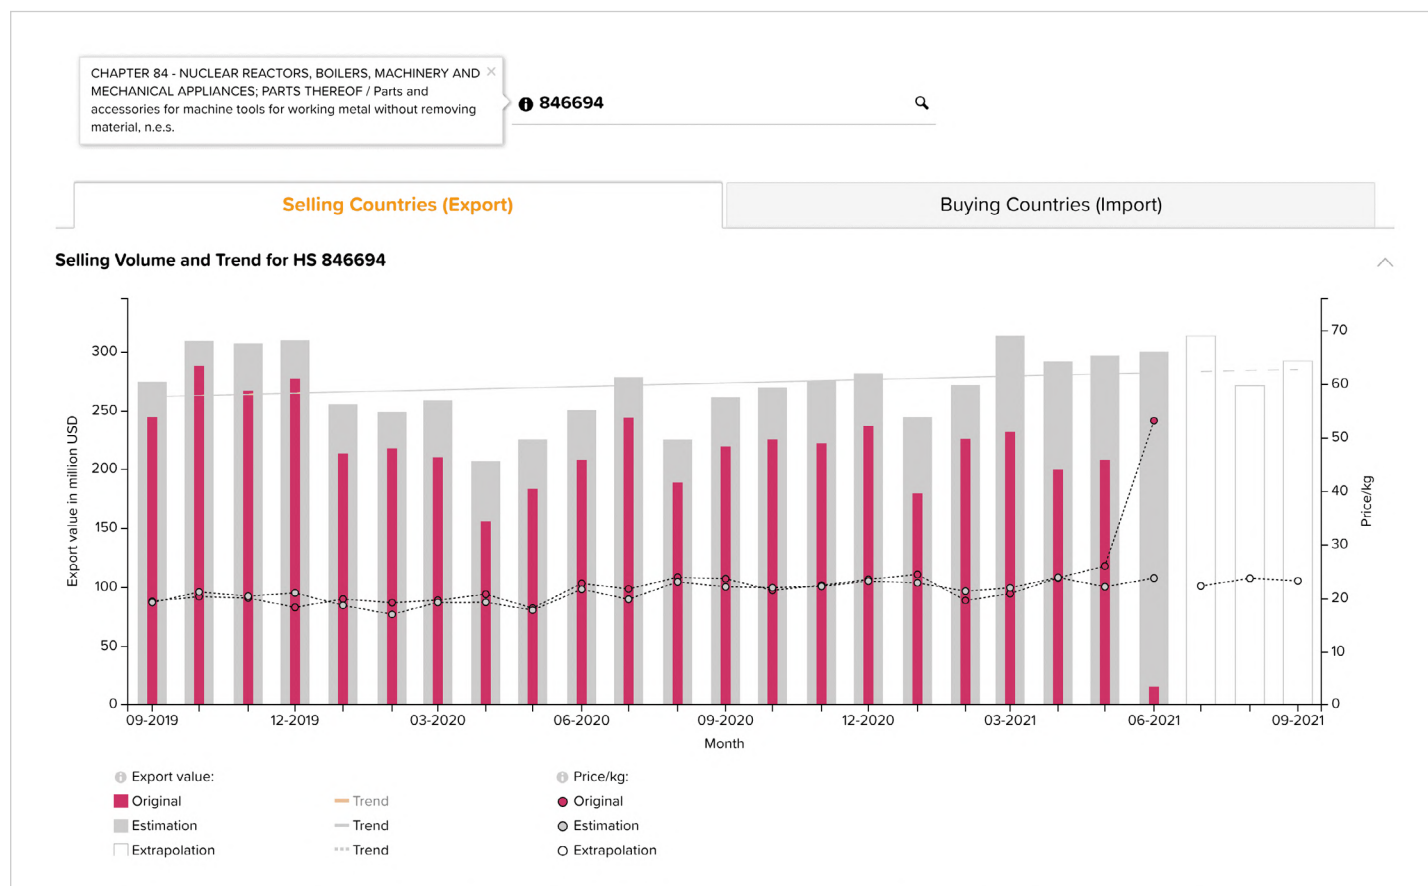 CHAPTER 84 - NUCLEAR REACTORS, BOILERS, MACHINERY AND
MECHANICAL APPLIANCES; PARTS THEREOF / Parts and
accessories for machine tools for working metal without removing
material, n.e.s.
846694
Selling Countries (Export)
Buying Countries (Import)
Selling Volume and Trend for HS 846694
Export value in million USD
300
250
200
150
100
50
0
70
60
50
40
30
20
10
0
Price/kg
09-2019
12-2019
03-2020
06-2020
09-2020
12-2020
03-2021
06-2021
09-2021
Month
Export value:
Price/kg:
Original
Trend
Original
Estimation
Trend
Estimation
Extrapolation
Trend
Extrapolation